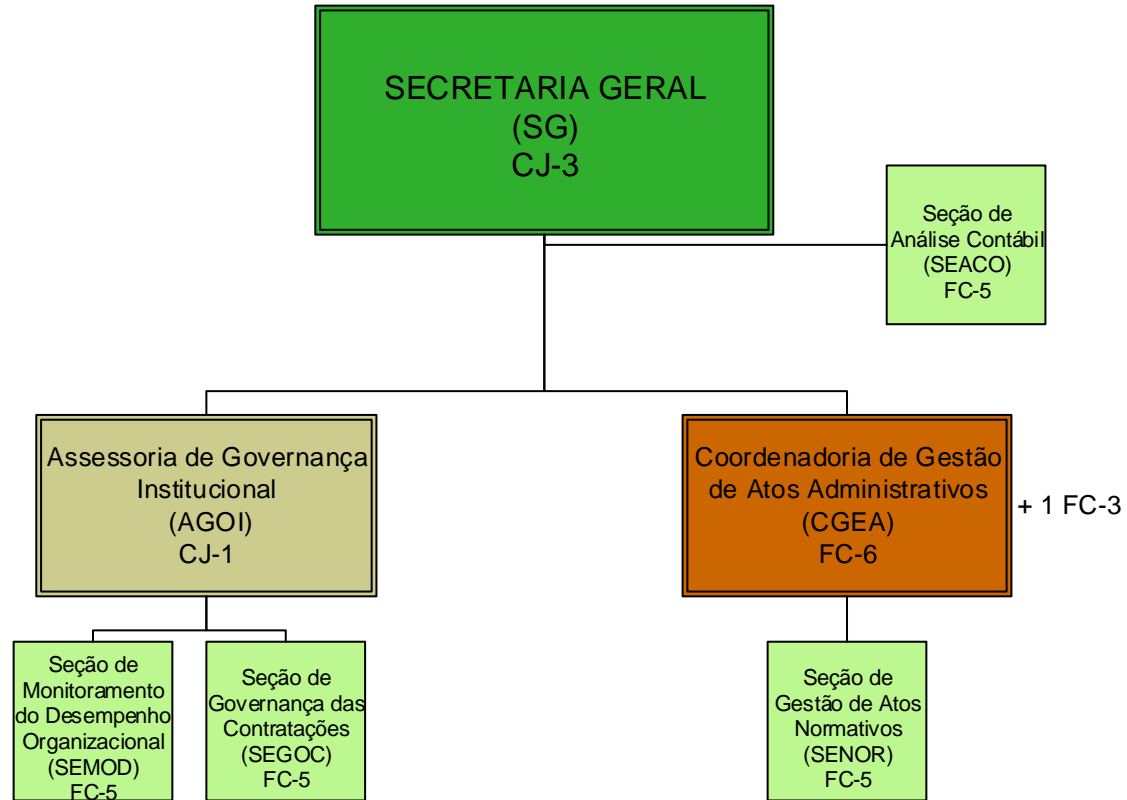 SECRETARIA GERAL
(SG)
CJ-3
Seção de
Análise Contábil
(SEACO)
FC-5
Assessoria de Governança
Institucional
(AGOI)
CJ-1
Coordenadoria de Gestão
de Atos Administrativos
(CGEA)
FC-6
+ 1 FC-3
Seção de
Monitoramento
do Desempenho
Organizacional
(SEMOD)
FC-5
Seção de
Governança das
Contratações
(SEGOC)
FC-5
Seção de
Gestão de Atos
Normativos
(SENOR)
FC-5